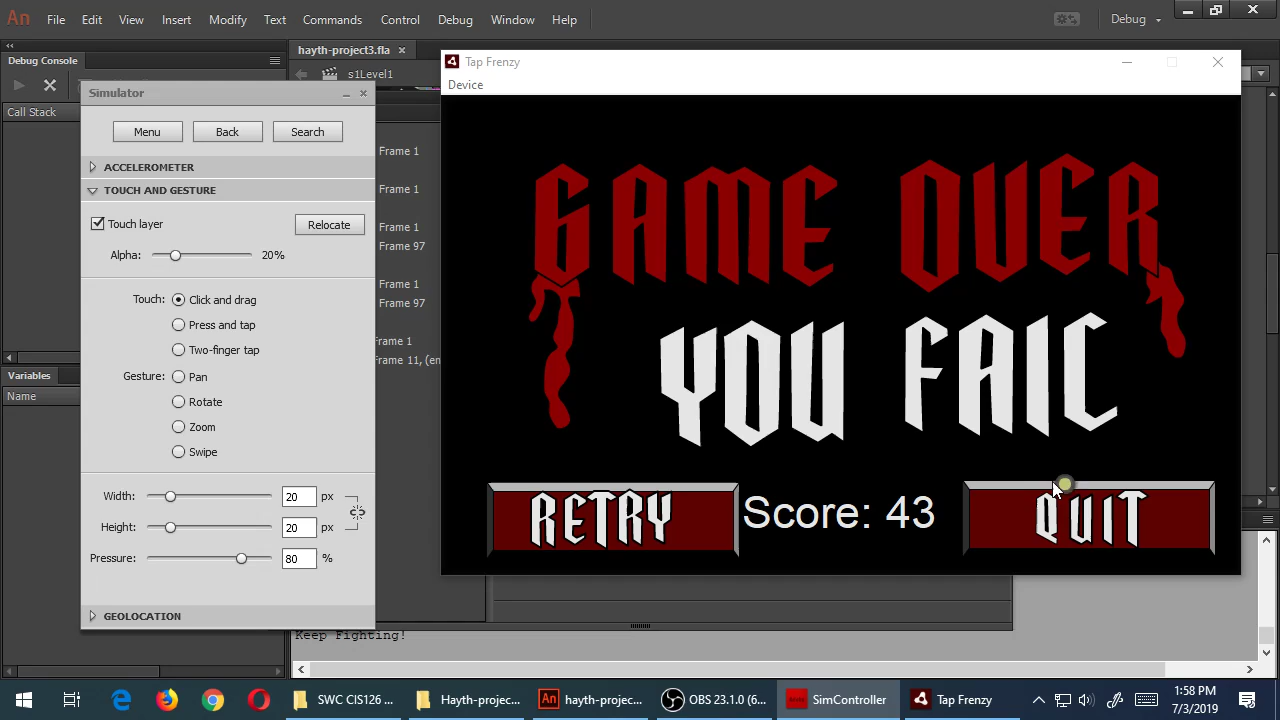 An File Edit View Insert Modify Text Commands Control Debug Window Help Debug
Debug Console
hayth-project3.fla
Tap Frenzy
s1Level1
Device
Simulator
Call Stack
Menu Back Search
Frame 1
ACCELEROMETER
TOUCH AND GESTURE
Frame 1
Touch layer Relocate
Frame 1
Frame 97
Alpha: 20%
Frame 1
Touch: Click and drag
Frame 97
Press and tap
Frame 1
Two-finger tap
Frame 11, (en
Variables
Gesture: Pan
Name
Rotate
Zoom
Swipe
GAME OVER
YOU FAIL
Width: 20 px
Height: 20 px
Pressure: 80 %
RETRY Score: 43 QUIT
GEOLOCATION
Keep Fighting!
SWC CIS126 ... Hayth-projec... An hayth-projec... OBS 23.1.0 (6... SimController Tap Frenzy
1:58 PM
7/3/2019